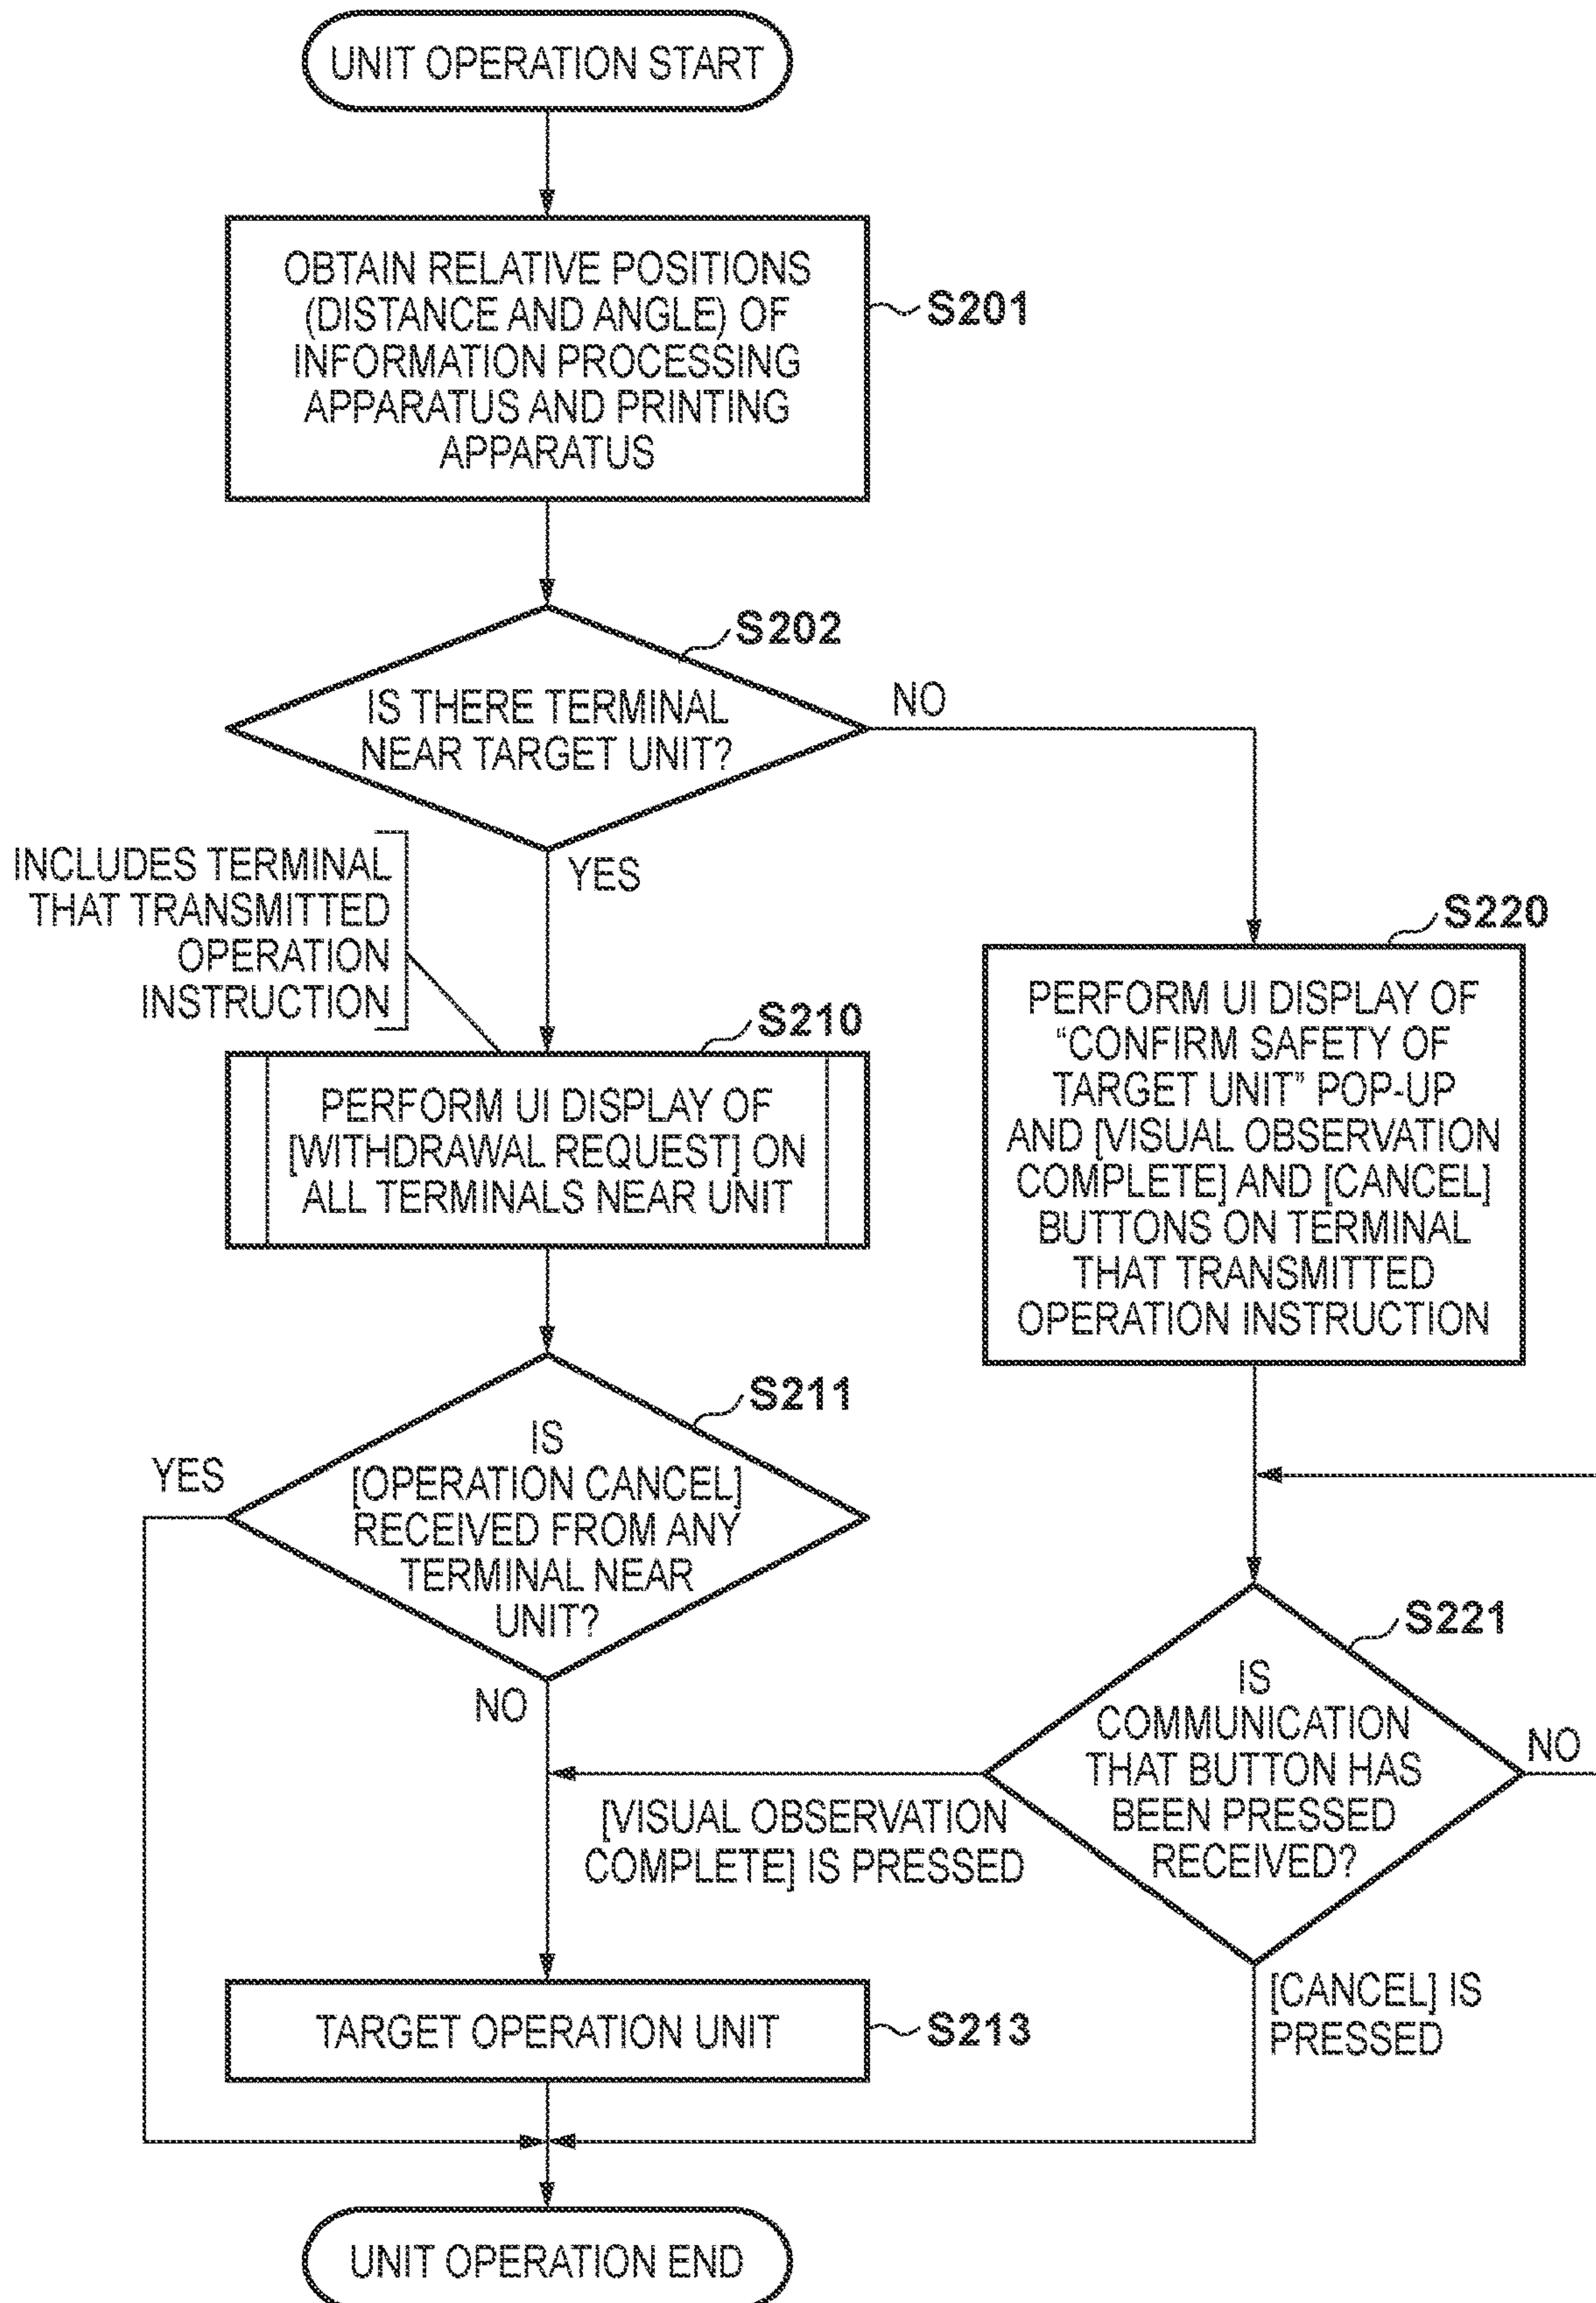 UNIT OPERATION START
OBTAIN RELATIVE POSITIONS
(DISTANCE AND ANGLE) OF
INFORMATION PROCESSING
APPARATUS AND PRINTING
APPARATUS
S201
S202
IS THERE TERMINAL
NEAR TARGET UNIT?
NO
YES
INCLUDES TERMINAL
THAT TRANSMITTED
OPERATION
INSTRUCTION
S210
PERFORM UI DISPLAY OF
[WITHDRAWAL REQUEST] ON
ALL TERMINALS NEAR UNIT
S220
PERFORM UI DISPLAY OF
“CONFIRM SAFETY OF
TARGET UNIT” POP-UP
AND [VISUAL OBSERVATION
COMPLETE] AND [CANCEL]
BUTTONS ON TERMINAL
THAT TRANSMITTED
OPERATION INSTRUCTION
S211
IS
[OPERATION CANCEL]
RECEIVED FROM ANY
TERMINAL NEAR
UNIT?
YES
NO
S221
IS
COMMUNICATION
THAT BUTTON HAS
BEEN PRESSED
RECEIVED?
NO
[VISUAL OBSERVATION
COMPLETE] IS PRESSED
[CANCEL] IS
PRESSED
TARGET OPERATION UNIT
S213
UNIT OPERATION END